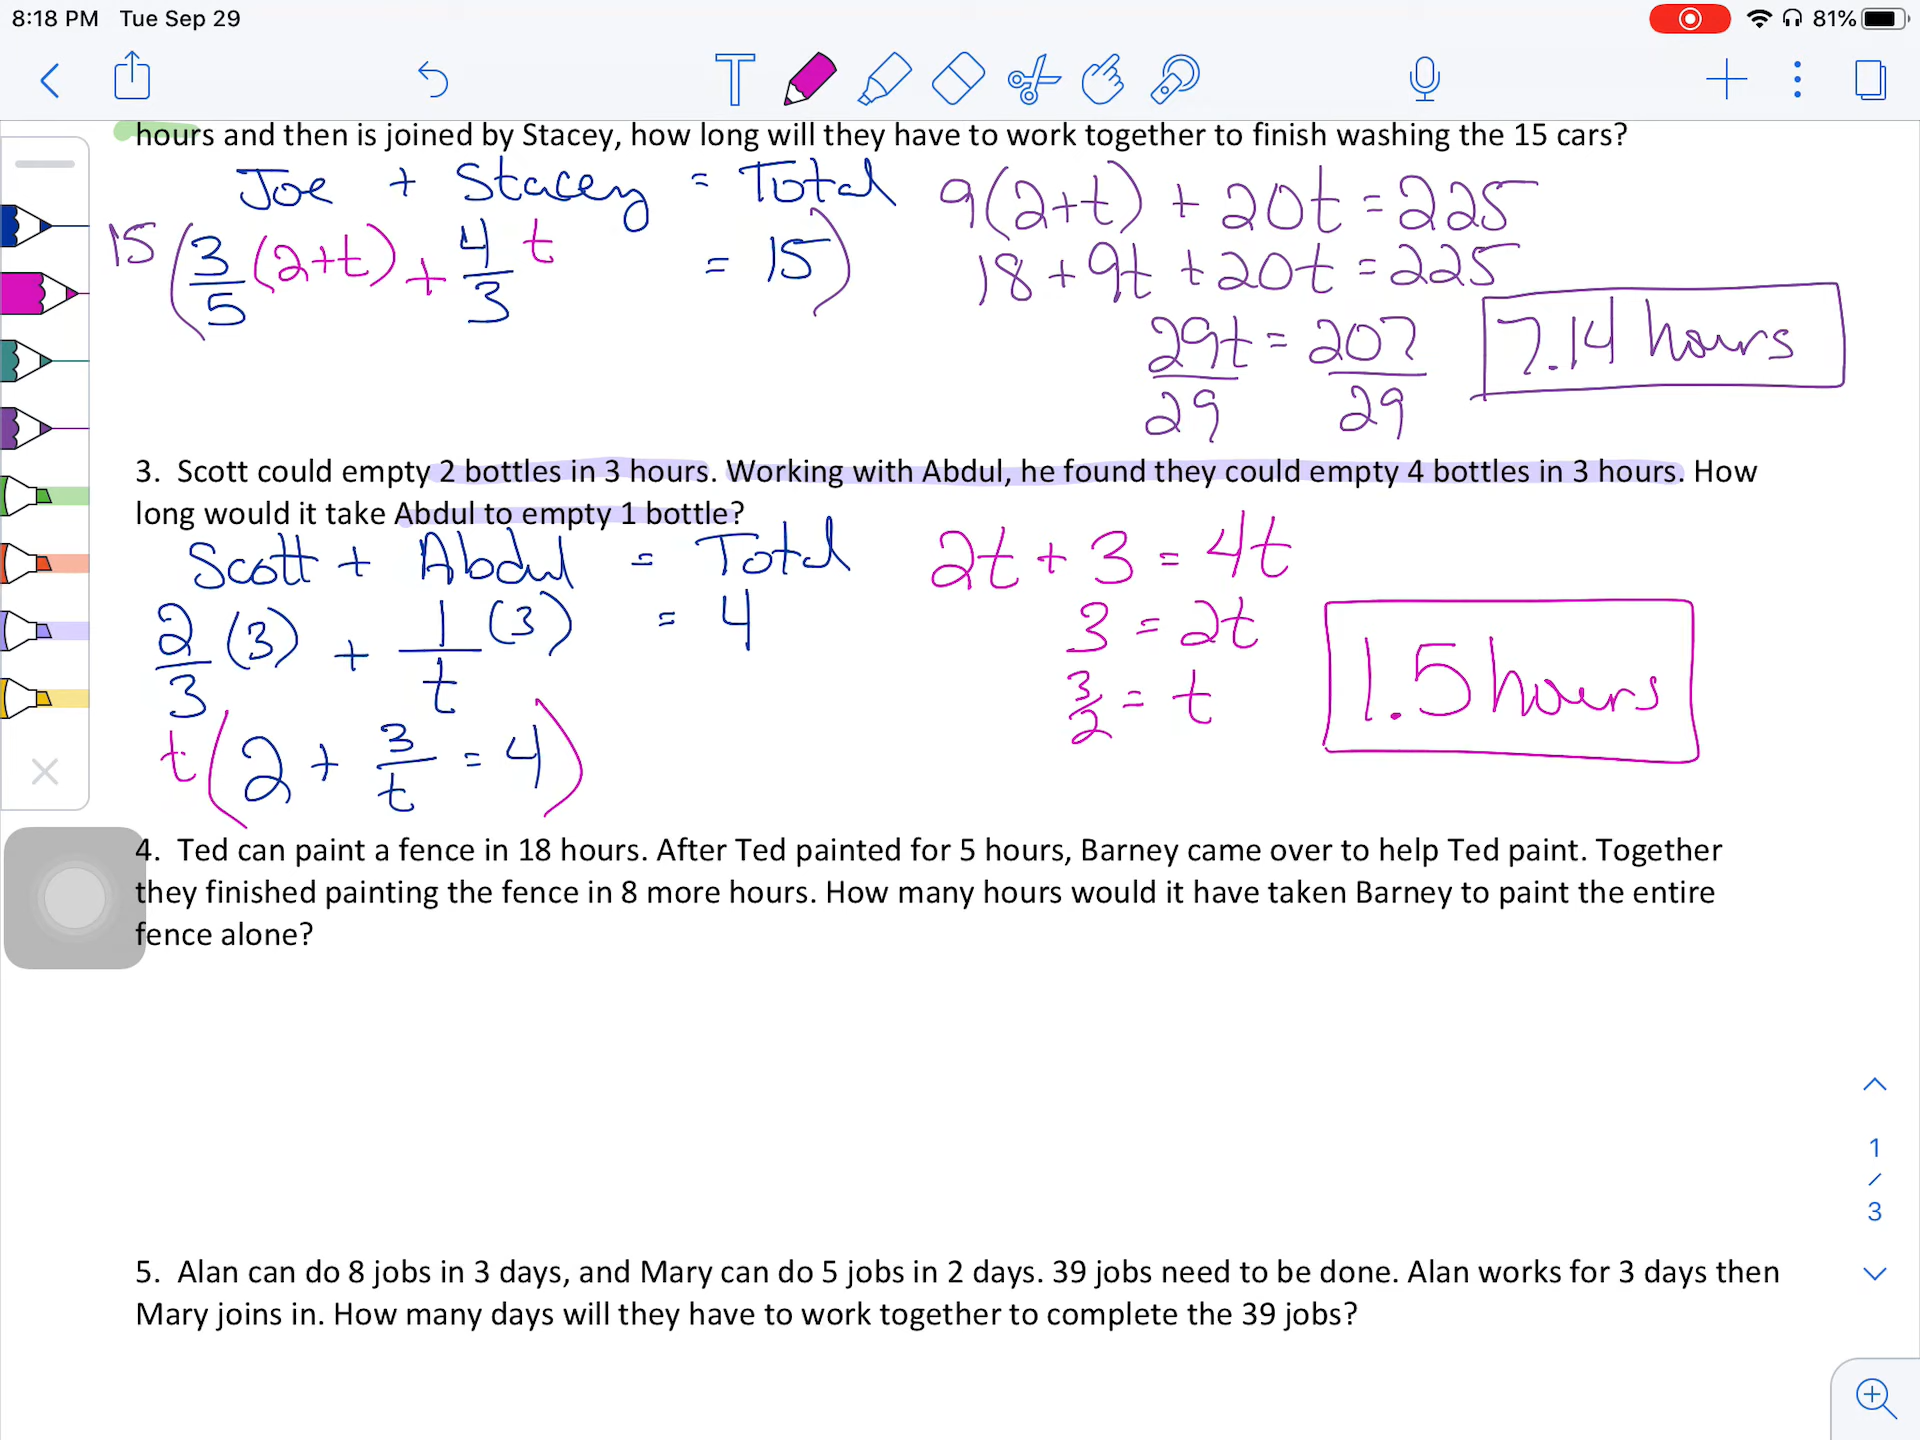 8:18 PM Tue Sep 29 81%
T
hours and then is joined by Stacey, how long will they have to work together to finish washing the 15 cars?
Joe + Stacey = Total
15(3/5(2+t) + 4/3 t = 15)
9(2+t) + 20t = 225
18 + 9t + 20t = 225
29t/29 = 207/29
7.14 hours
3. Scott could empty 2 bottles in 3 hours. Working with Abdul, he found they could empty 4 bottles in 3 hours. How
long would it take Abdul to empty 1 bottle?
Scott + Abdul = Total
2/3 (3) + 1/t (3) = 4
t(2 + 3/t = 4)
2t + 3 = 4t
3 = 2t
3/2 = t
1.5 hours
4. Ted can paint a fence in 18 hours. After Ted painted for 5 hours, Barney came over to help Ted paint. Together
they finished painting the fence in 8 more hours. How many hours would it have taken Barney to paint the entire
fence alone?
1
/
3
5. Alan can do 8 jobs in 3 days, and Mary can do 5 jobs in 2 days. 39 jobs need to be done. Alan works for 3 days then
Mary joins in. How many days will they have to work together to complete the 39 jobs?